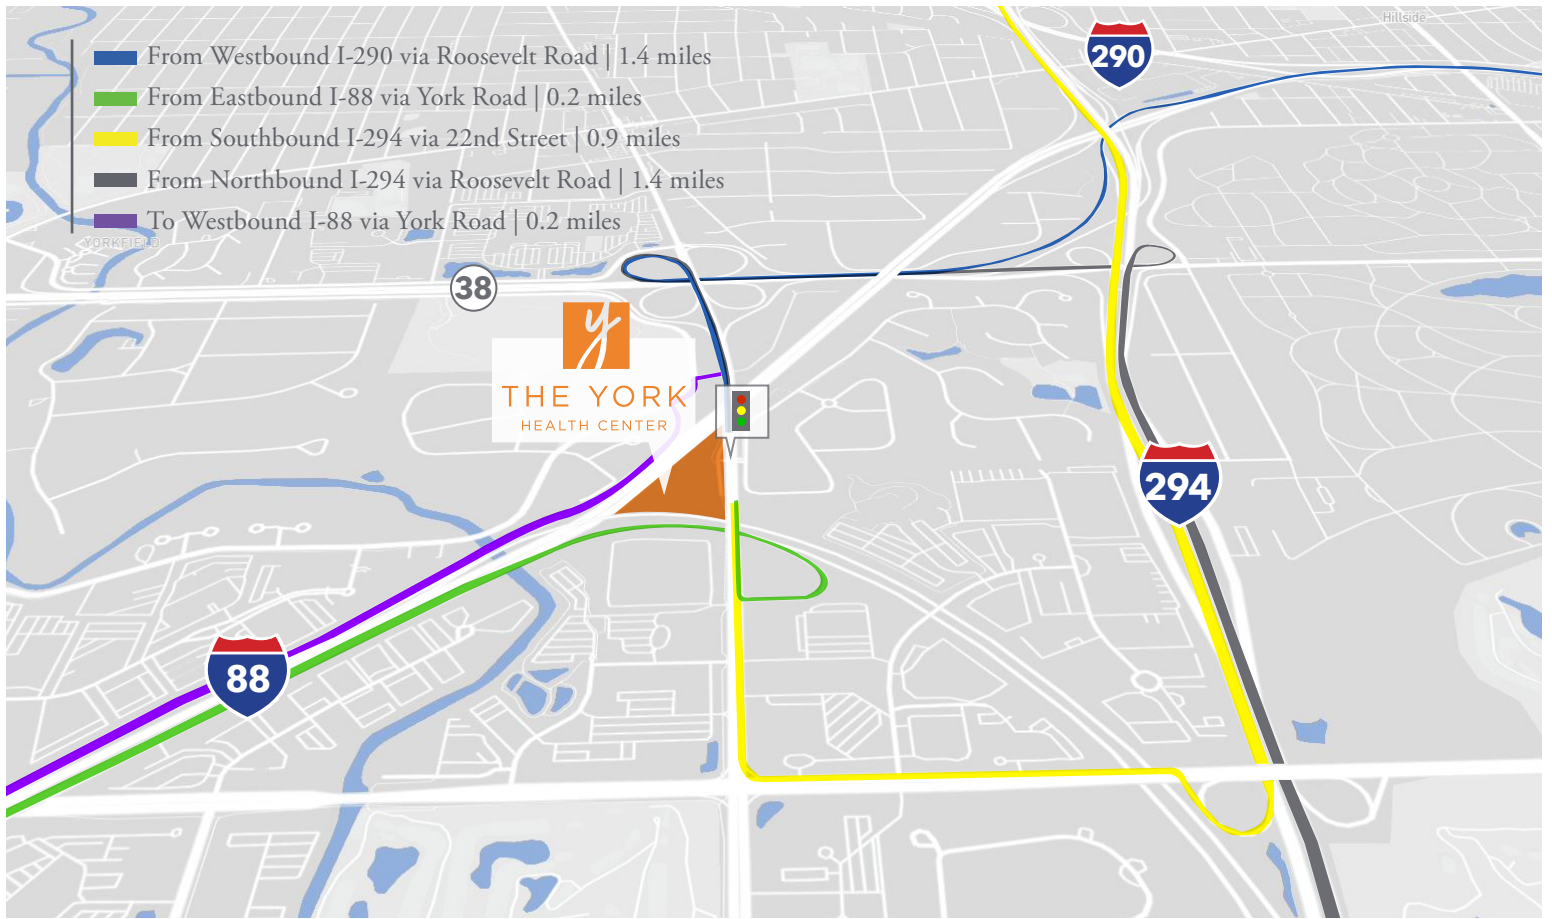 Hillside
290
From Westbound I-290 via Roosevelt Road | 1.4 miles
From Eastbound I-88 via York Road | 0.2 miles
From Southbound I-294 via 22nd Street | 0.9 miles
From Northbound I-294 via Roosevelt Road | 1.4 miles
To Westbound I-88 via York Road | 0.2 miles
YORKFIELD
38
y
THE YORK
HEALTH CENTER
294
88